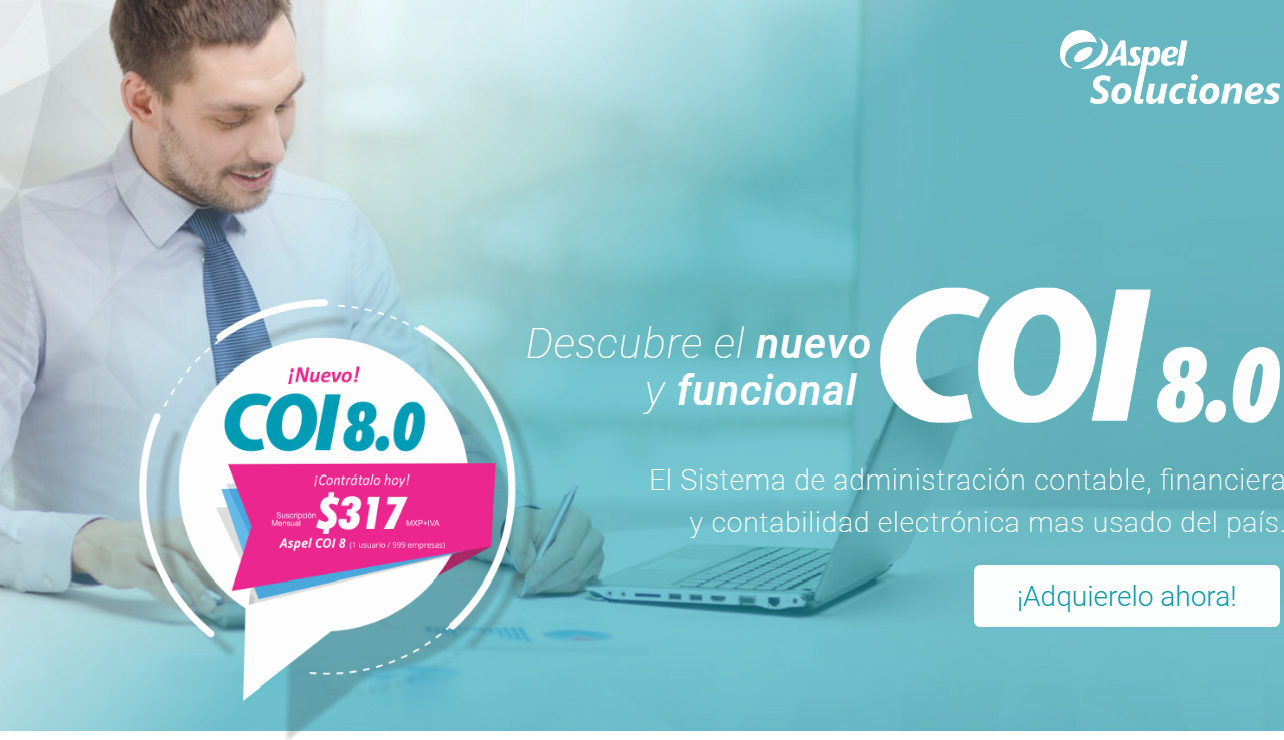 Aspel
Soluciones
Descubre el nuevo
y funcional
COI 8.0
El Sistema de administración contable, financiera
y contabilidad electrónica mas usado del país.
¡Adquierelo ahora!
¡Nuevo!
COI 8.0
¡Contrátalo hoy!
Suscripción
Mensual $317 MXP+IVA
Aspel COI 8 (1 usuario / 999 empresas)